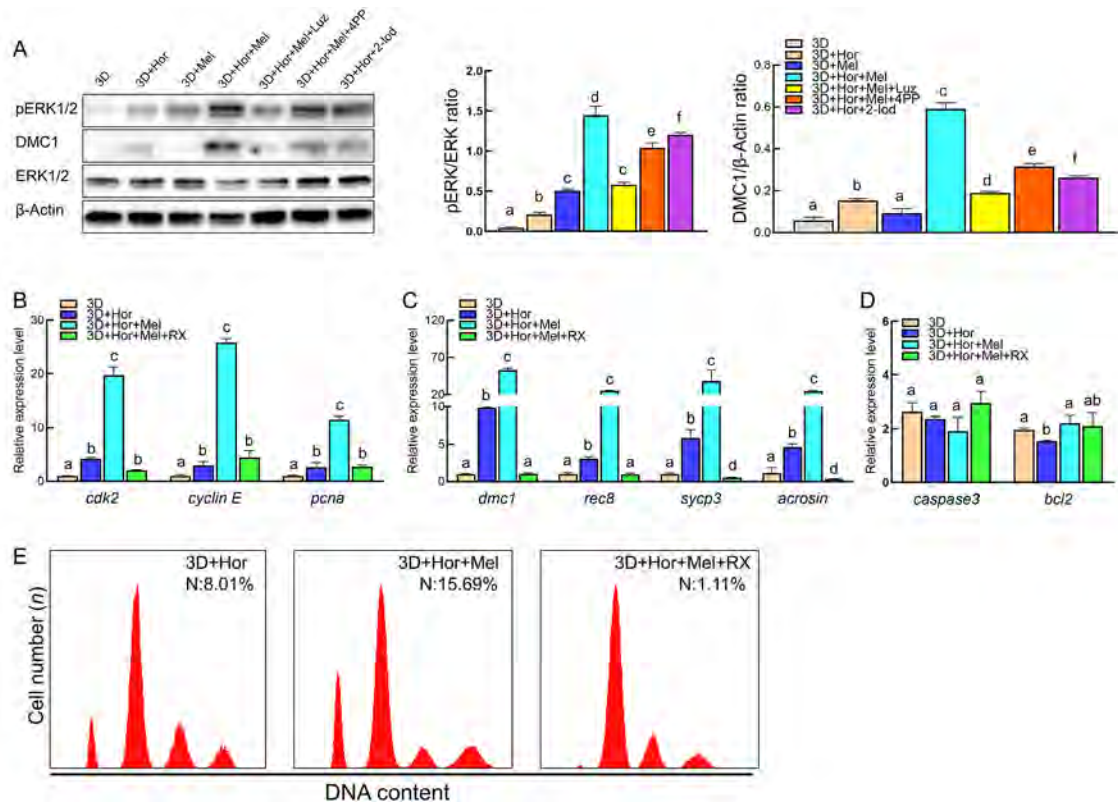 A
3D
3D+Hor
3D+Mel
3D+Hor+Mel
3D+Hor+Mel+Luz
3D+Hor+Mel+4PP
3D+Hor+2-Iod
pERK1/2
DMC1
ERK1/2
β-Actin
pERK/ERK ratio
2.0
1.5
1.0
0.5
0.0
a
b
c
d
c
e
f
DMC1/β-Actin ratio
0.8
0.6
0.4
0.2
0.0
3D
3D+Hor
3D+Mel
3D+Hor+Mel
3D+Hor+Mel+Luz
3D+Hor+Mel+4PP
3D+Hor+2-Iod
a
b
a
c
d
e
f
B
3D
3D+Hor
3D+Hor+Mel
3D+Hor+Mel+RX
Relative expression level
30
20
10
0
a
b
c
b
a
b
c
b
a
b
c
b
cdk2
cyclin E
pcna
C
3D
3D+Hor
3D+Hor+Mel
3D+Hor+Mel+RX
Relative expression level
120
70
20
10
5
0
a
b
c
a
a
b
c
a
a
b
c
d
a
b
c
d
dmc1
rec8
sycp3
acrosin
D
3D
3D+Hor
3D+Hor+Mel
3D+Hor+Mel+RX
Relative expression level
6
4
2
0
a
a
a
a
a
b
a
ab
caspase3
bcl2
E
3D+Hor
N:8.01%
3D+Hor+Mel
N:15.69%
3D+Hor+Mel+RX
N:1.11%
Cell number (n)
DNA content